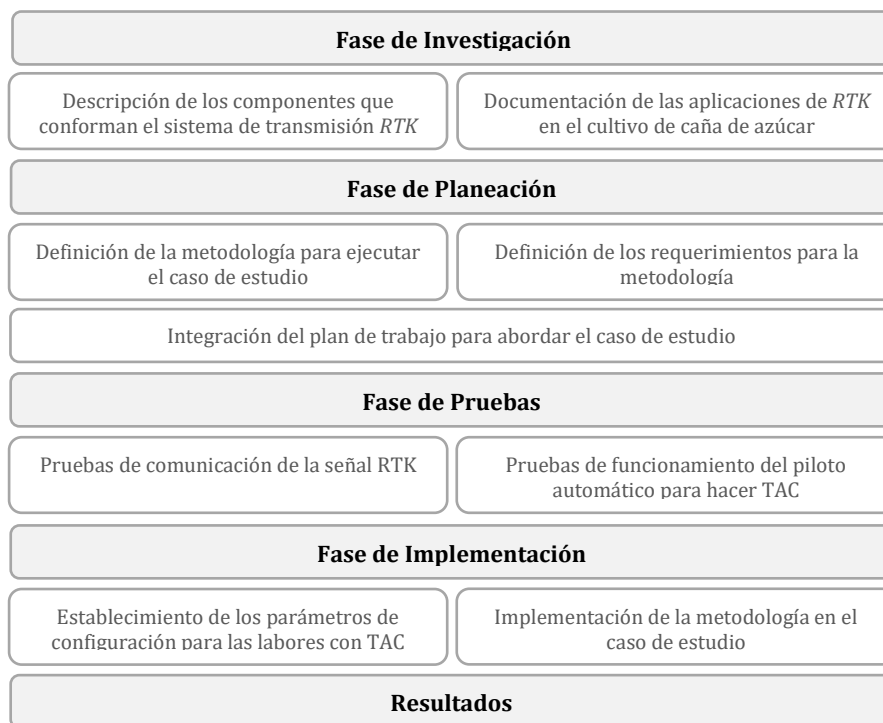 Fase de Investigación
Descripción de los componentes que
conforman el sistema de transmisión RTK
Documentación de las aplicaciones de RTK
en el cultivo de caña de azúcar
Fase de Planeación
Definición de la metodología para ejecutar
el caso de estudio
Definición de los requerimientos para la
metodología
Integración del plan de trabajo para abordar el caso de estudio
Fase de Pruebas
Pruebas de comunicación de la señal RTK
Pruebas de funcionamiento del piloto
automático para hacer TAC
Fase de Implementación
Establecimiento de los parámetros de
configuración para las labores con TAC
Implementación de la metodología en el
caso de estudio
Resultados